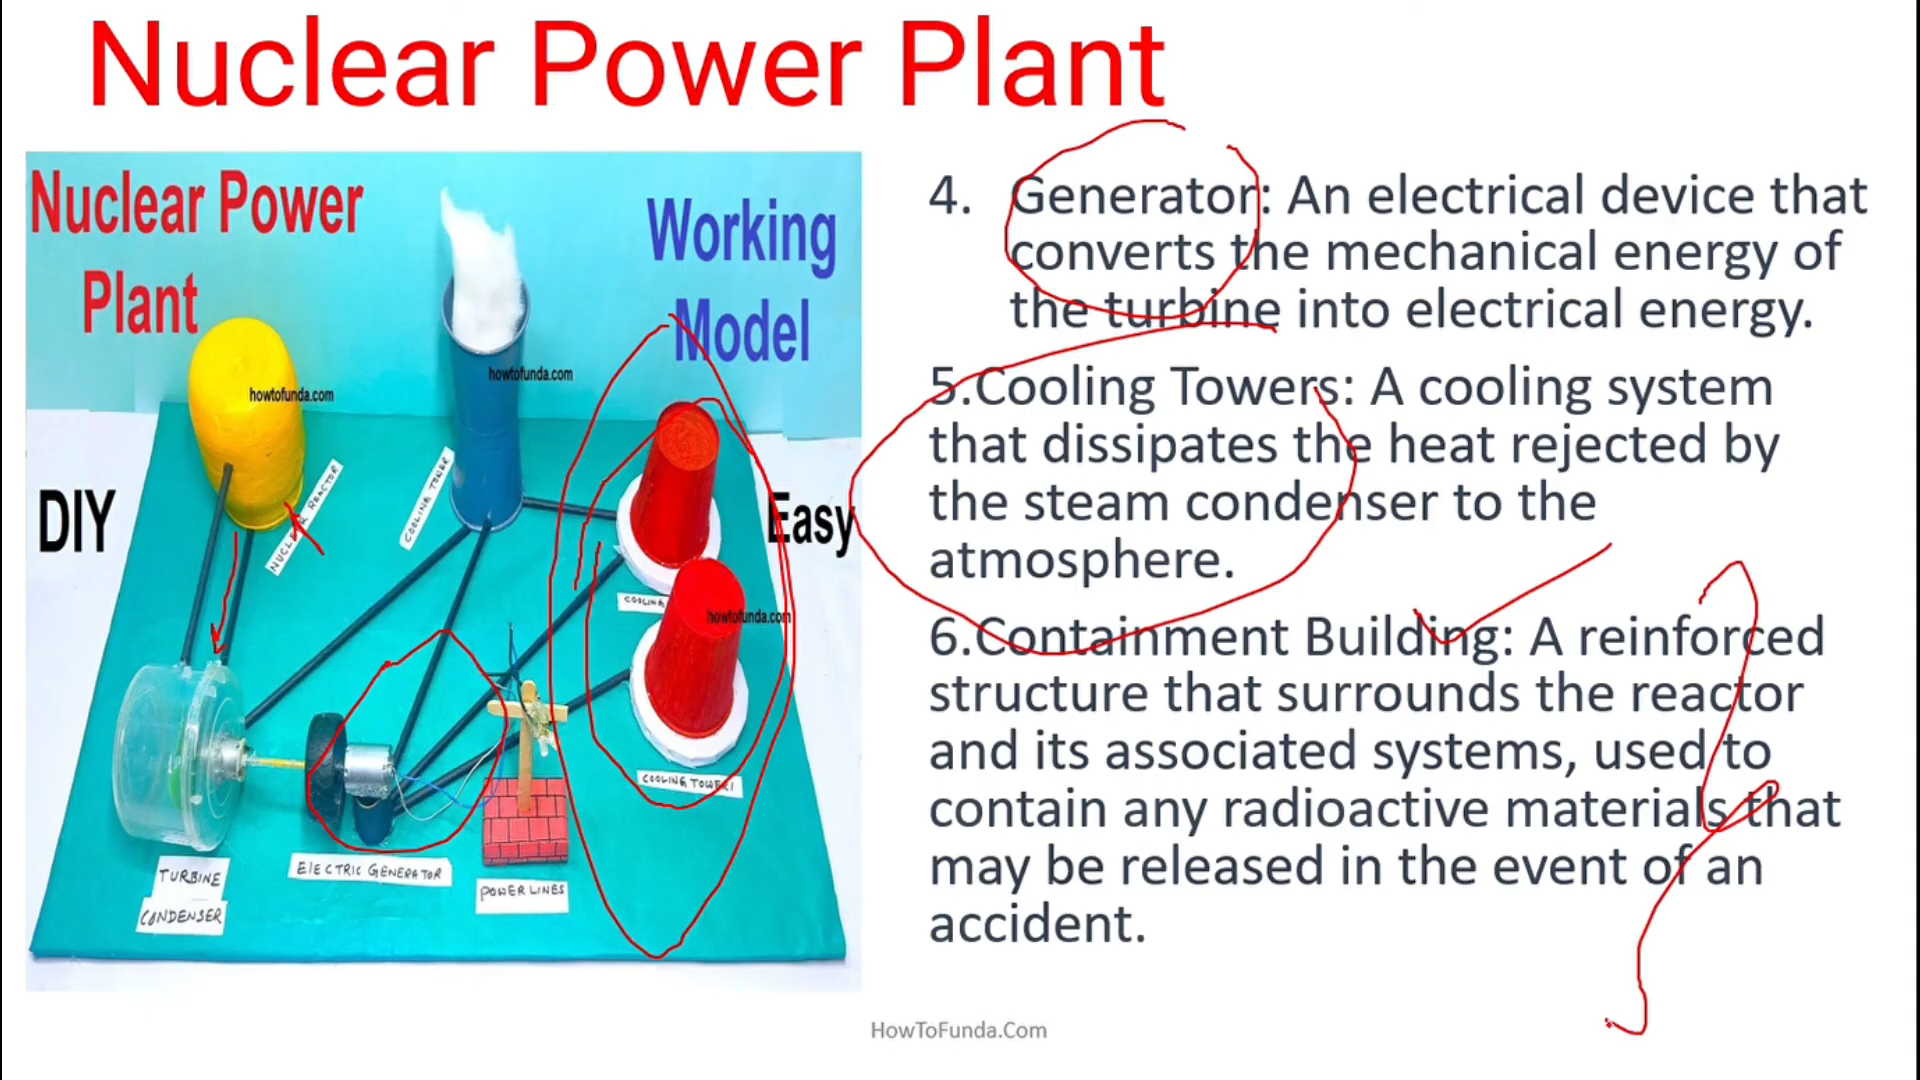 Nuclear Power Plant
Nuclear Power
Plant
Working
Model
DIY
Easy
howtofunda.com
howtofunda.com
howtofunda.com
NUCLEAR REACTOR
COOLING TOWER
COOLING
COOLING TOWER1
TURBINE
CONDENSER
ELECTRIC GENERATOR
POWER LINES
4. Generator: An electrical device that
converts the mechanical energy of
the turbine into electrical energy.
5.Cooling Towers: A cooling system
that dissipates the heat rejected by
the steam condenser to the
atmosphere.
6.Containment Building: A reinforced
structure that surrounds the reactor
and its associated systems, used to
contain any radioactive materials that
may be released in the event of an
accident.
HowToFunda.Com